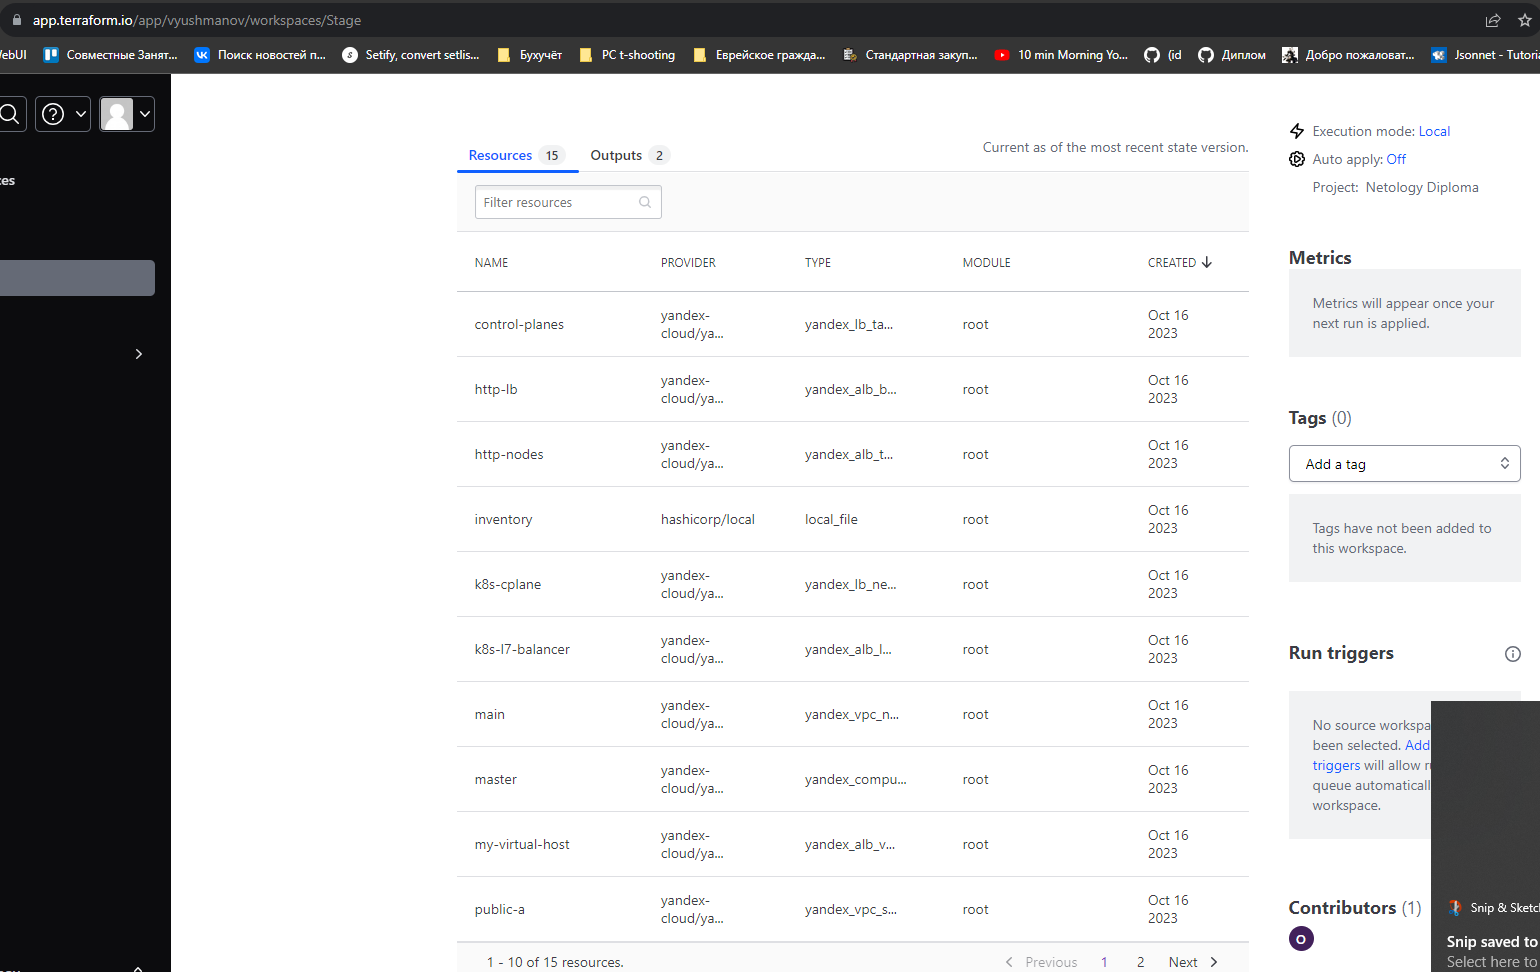 app.terraform.io/app/vyushmanov/workspaces/Stage
Совместные Занят...
Поиск новостей п...
Setify, convert setlis...
Бухучёт
PC t-shooting
Еврейское гражда...
Стандартная закуп...
10 min Morning Yo...
(id
Диплом
Добро пожаловат...
Jsonnet - Tutoria
Resources 15
Outputs 2
Current as of the most recent state version.
Filter resources
NAME PROVIDER TYPE MODULE CREATED
control-planes yandex-cloud/ya... yandex_lb_ta... root Oct 16 2023
http-lb yandex-cloud/ya... yandex_alb_b... root Oct 16 2023
http-nodes yandex-cloud/ya... yandex_alb_t... root Oct 16 2023
inventory hashicorp/local local_file root Oct 16 2023
k8s-cplane yandex-cloud/ya... yandex_lb_ne... root Oct 16 2023
k8s-l7-balancer yandex-cloud/ya... yandex_alb_l... root Oct 16 2023
main yandex-cloud/ya... yandex_vpc_n... root Oct 16 2023
master yandex-cloud/ya... yandex_compu... root Oct 16 2023
my-virtual-host yandex-cloud/ya... yandex_alb_v... root Oct 16 2023
public-a yandex-cloud/ya... yandex_vpc_s... root Oct 16 2023
1 - 10 of 15 resources.
Previous 1 2 Next
Execution mode: Local
Auto apply: Off
Project: Netology Diploma
Metrics
Metrics will appear once your
next run is applied.
Tags (0)
Add a tag
Tags have not been added to
this workspace.
Run triggers
No source workspa
been selected. Add
triggers will allow r
queue automaticall
workspace.
Contributors (1)
O
Snip & Sketc
Snip saved to
Select here to